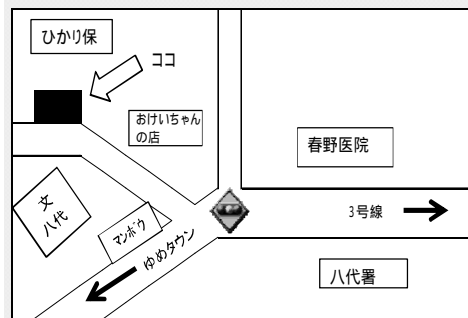 ひかり保
ココ
おけいちゃん
の店
春野医院
文
八代
マンボウ
3号線
ゆめタウン
八代署